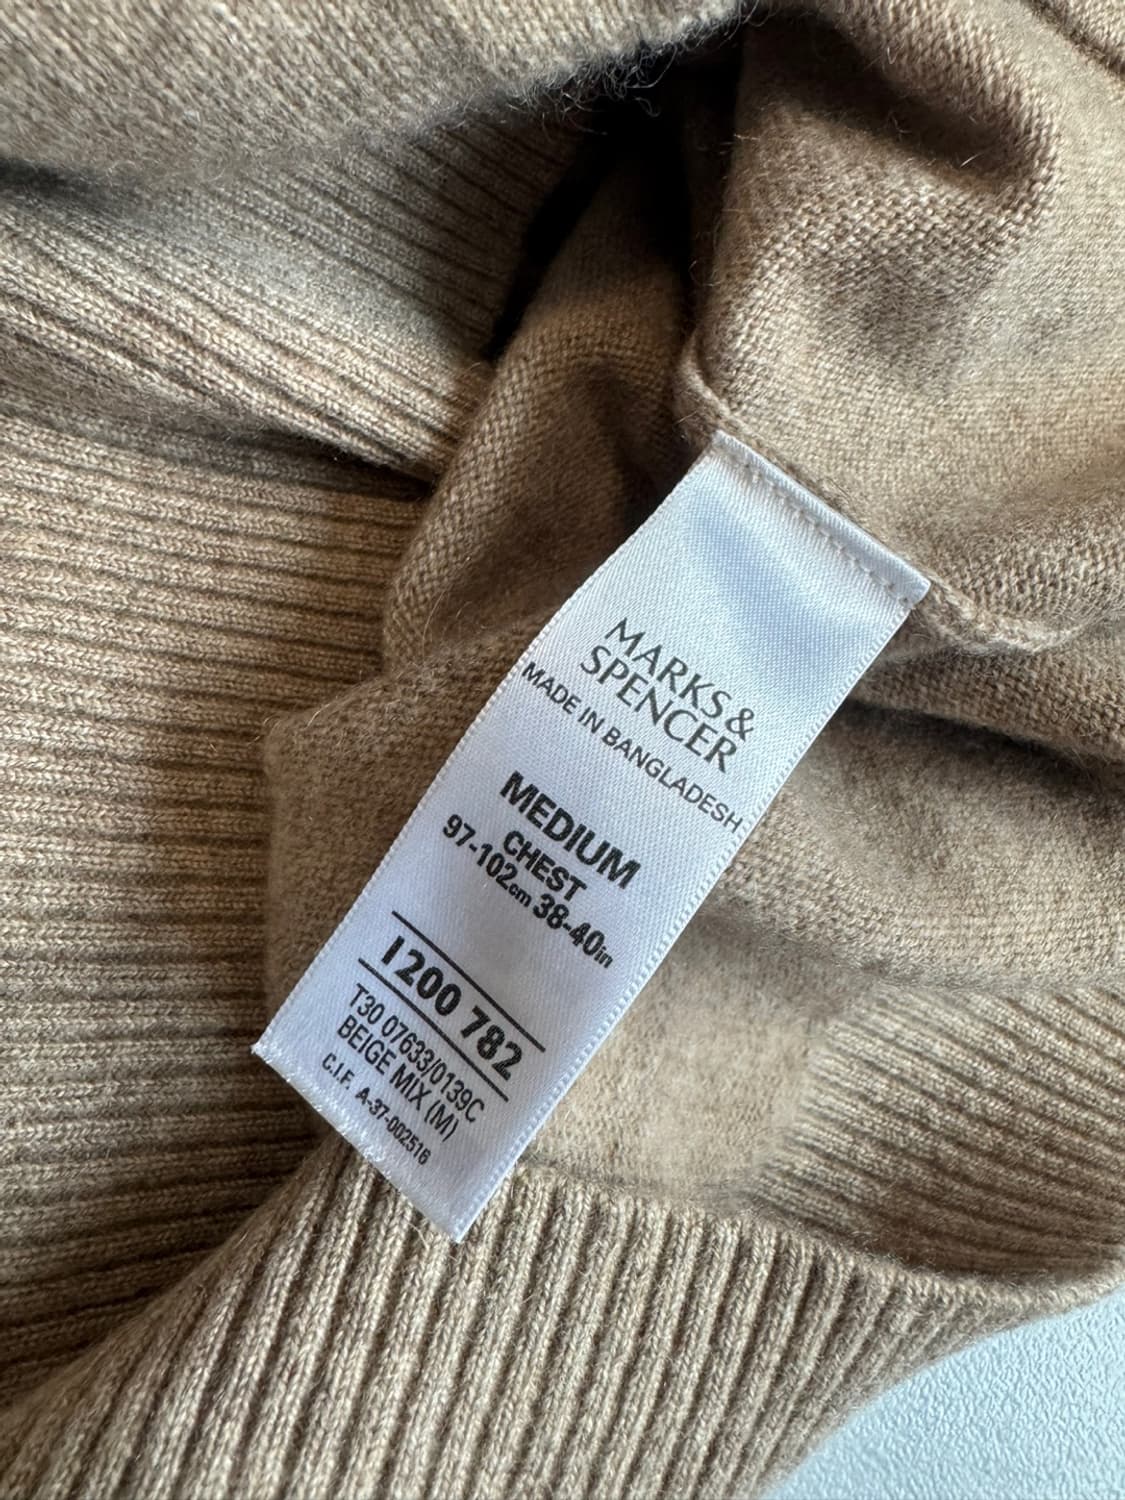 MARKS &
SPENCER
MADE IN BANGLADESH
MEDIUM
CHEST
97-102cm 38-40in
1200 782
T30 07633/0139C
BEIGE MIX (M)
C.I.F. A-37-002516